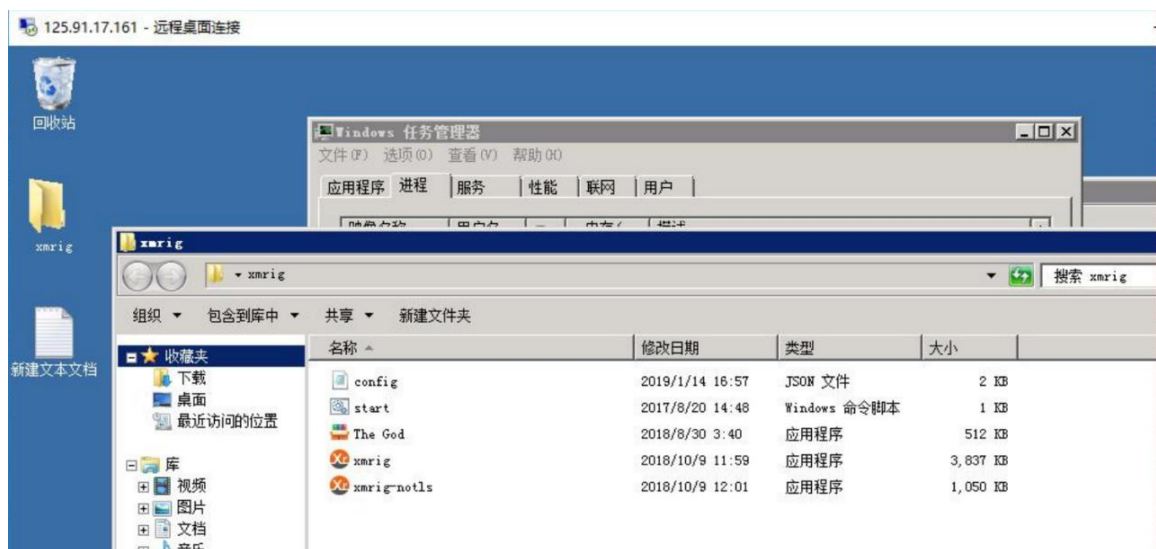 125.91.17.161 - 远程桌面连接
回收站
Windows 任务管理器
文件(F) 选项(O) 查看(V) 帮助(H)
应用程序 进程 服务 性能 联网 用户
xmrig
xmrig
xmrig 搜索 xmrig
组织 包含到库中 共享 新建文件夹
新建文本文档
收藏夹
下载
桌面
最近访问的位置
库
视频
图片
文档
名称 修改日期 类型 大小
config 2019/1/14 16:57 JSON 文件 2 KB
start 2017/8/20 14:48 Windows 命令脚本 1 KB
The God 2018/8/30 3:40 应用程序 512 KB
xmrig 2018/10/9 11:59 应用程序 3,837 KB
xmrig-notls 2018/10/9 12:01 应用程序 1,050 KB